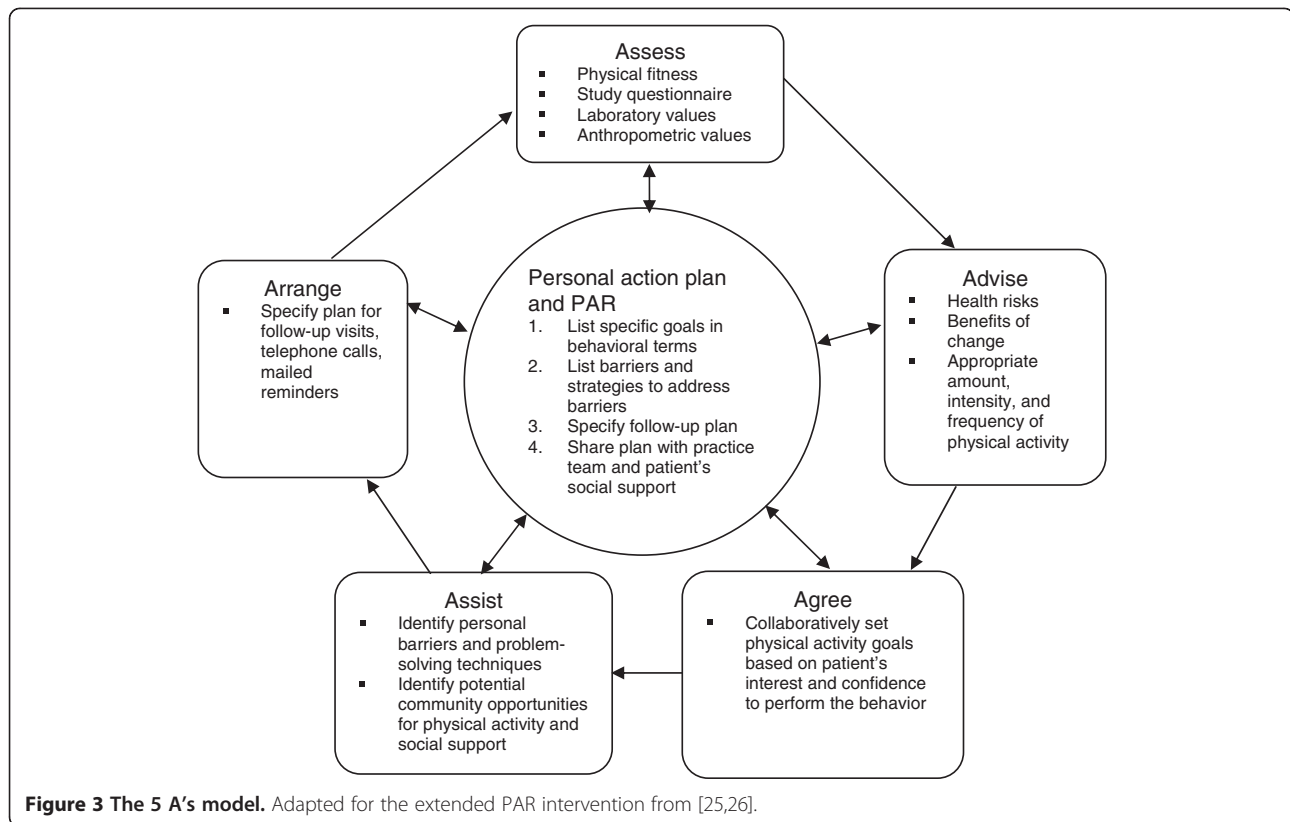 Assess
▪ Physical fitness
▪ Study questionnaire
▪ Laboratory values
▪ Anthropometric values
Personal action plan
and PAR
1. List specific goals in
behavioral terms
2. List barriers and
strategies to address
barriers
3. Specify follow-up plan
4. Share plan with practice
team and patient's
social support
Advise
▪ Health risks
▪ Benefits of
change
▪ Appropriate
amount,
intensity, and
frequency of
physical activity
Agree
▪ Collaboratively set
physical activity goals
based on patient's
interest and confidence
to perform the behavior
Assist
▪ Identify personal
barriers and problem-
solving techniques
▪ Identify potential
community opportunities
for physical activity and
social support
Arrange
▪ Specify plan for
follow-up visits,
telephone calls,
mailed
reminders
Figure 3 The 5 A's model. Adapted for the extended PAR intervention from [25,26].